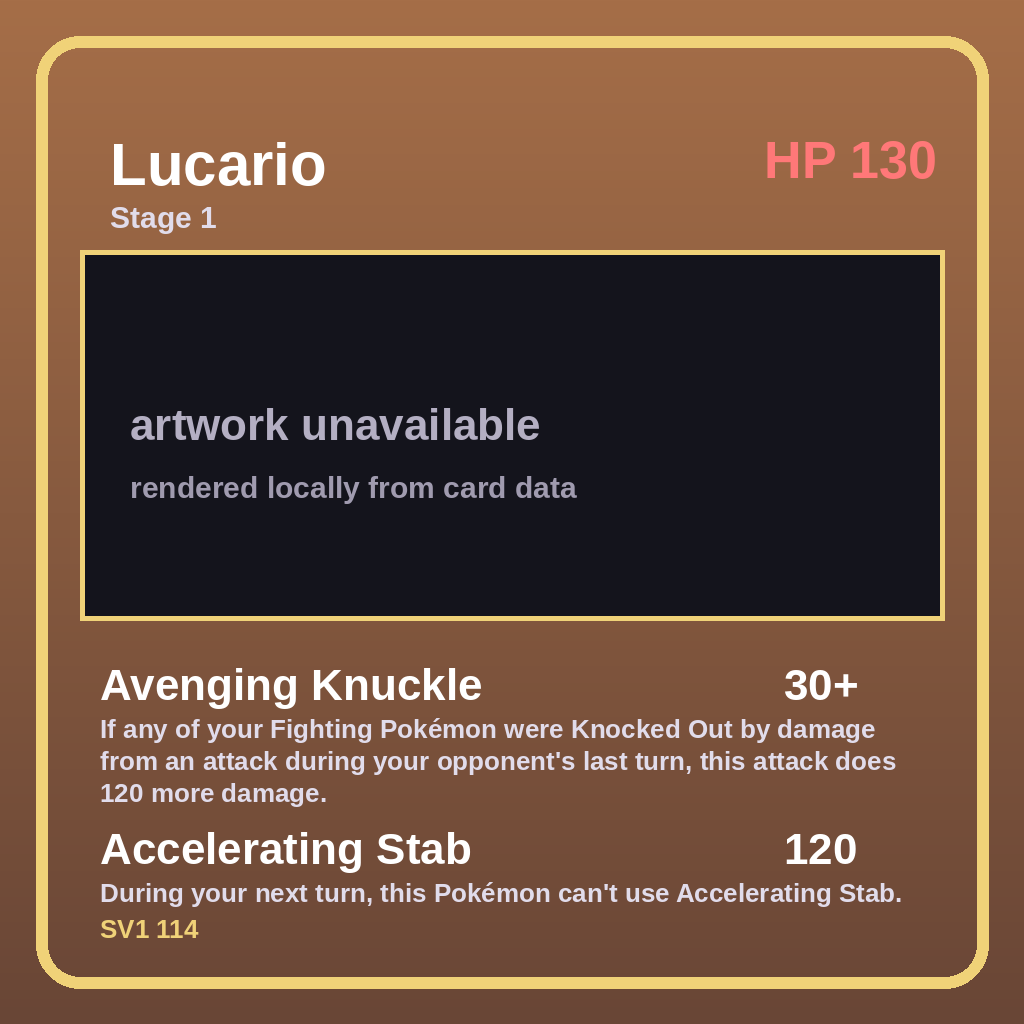 Lucario
HP 130
Stage 1
artwork unavailable
rendered locally from card data
Avenging Knuckle
30+
If any of your Fighting Pokémon were Knocked Out by damage
from an attack during your opponent's last turn, this attack does
120 more damage.
Accelerating Stab
120
During your next turn, this Pokémon can't use Accelerating Stab.
SV1 114